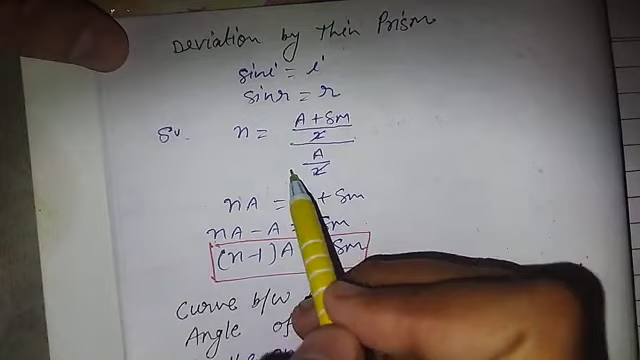 Deviation by Thin Prism
sini = i
sinr = r
So. n = (A + δm / 2) / (A / 2)
nA = + δm
nA - A = δm
(n-1)A δm
Curve b/w
Angle of